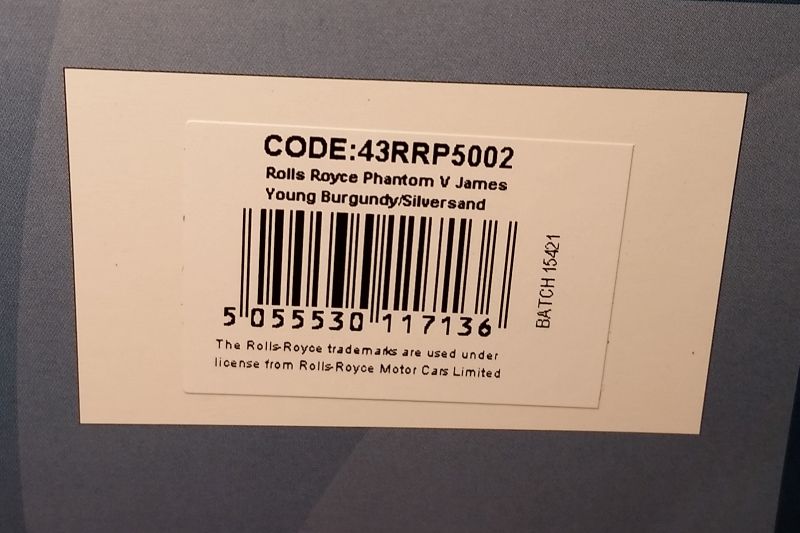 CODE:43RRP5002
Rolls Royce Phantom V James
Young Burgundy/Silversand
5 055530 117136
BATCH 15421
The Rolls-Royce trademarks are used under
license from Rolls-Royce Motor Cars Limited